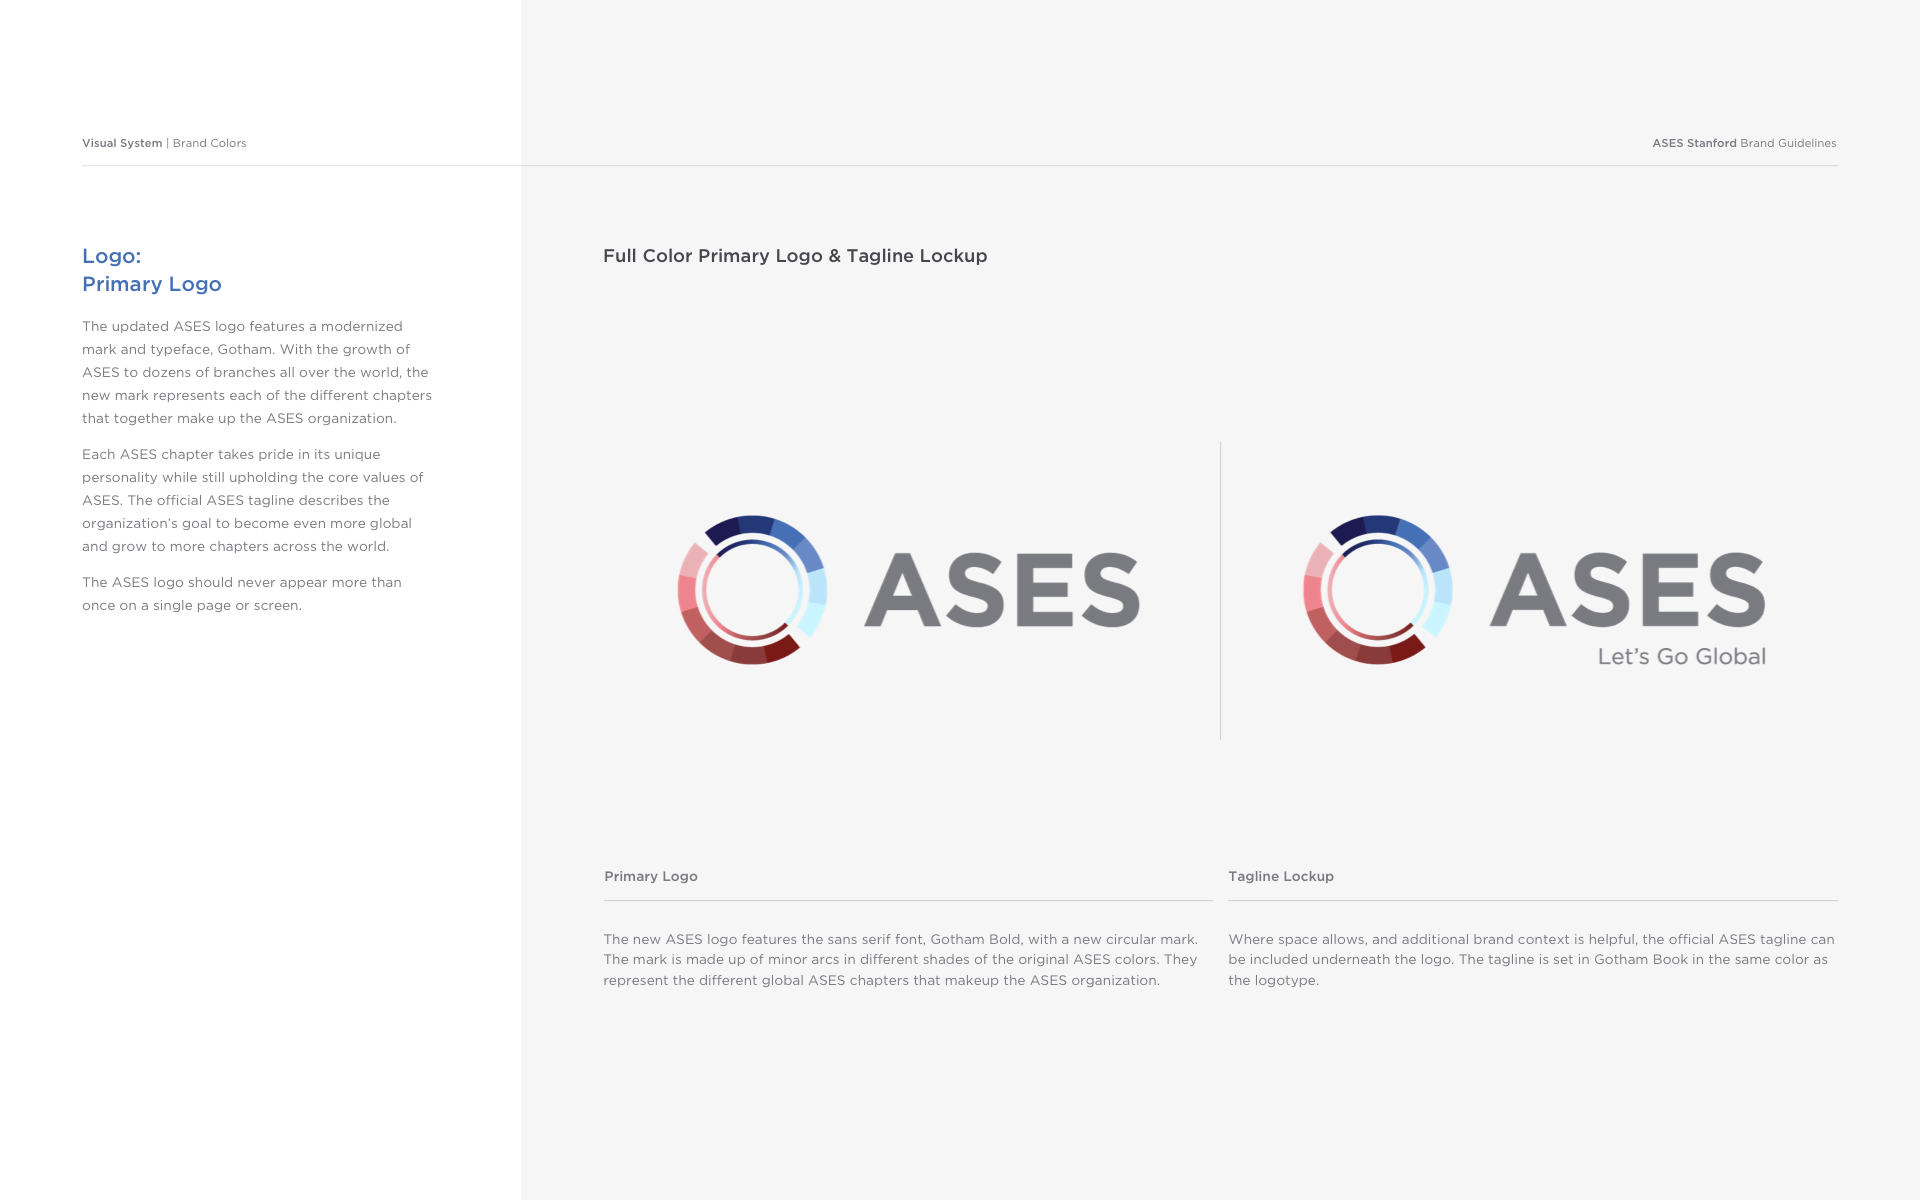 Visual System | Brand Colors
ASES Stanford Brand Guidelines
Logo:
Primary Logo
The updated ASES logo features a modernized
mark and typeface, Gotham. With the growth of
ASES to dozens of branches all over the world, the
new mark represents each of the different chapters
that together make up the ASES organization.
Each ASES chapter takes pride in its unique
personality while still upholding the core values of
ASES. The official ASES tagline describes the
organization's goal to become even more global
and grow to more chapters across the world.
The ASES logo should never appear more than
once on a single page or screen.
Full Color Primary Logo & Tagline Lockup
ASES
ASES
Let's Go Global
Primary Logo
The new ASES logo features the sans serif font, Gotham Bold, with a new circular mark.
The mark is made up of minor arcs in different shades of the original ASES colors. They
represent the different global ASES chapters that makeup the ASES organization.
Tagline Lockup
Where space allows, and additional brand context is helpful, the official ASES tagline can
be included underneath the logo. The tagline is set in Gotham Book in the same color as
the logotype.